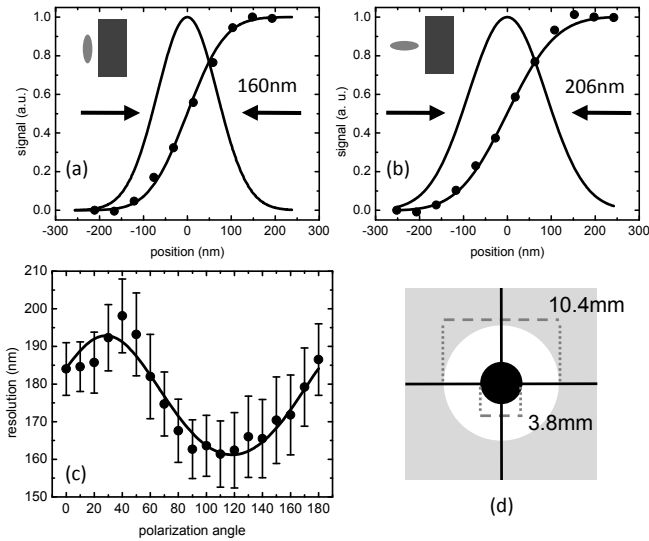 1.0
0.8
0.6
0.4
0.2
0.0
signal (a.u.)
160nm
(a)
-300 -200 -100 0 100 200 300
position (nm)
1.0
0.8
0.6
0.4
0.2
0.0
signal (a. u.)
206nm
(b)
-300 -200 -100 0 100 200 300
position (nm)
210
200
190
180
170
160
150
resolution (nm)
(c)
0 20 40 60 80 100 120 140 160 180
polarization angle
10.4mm
3.8mm
(d)